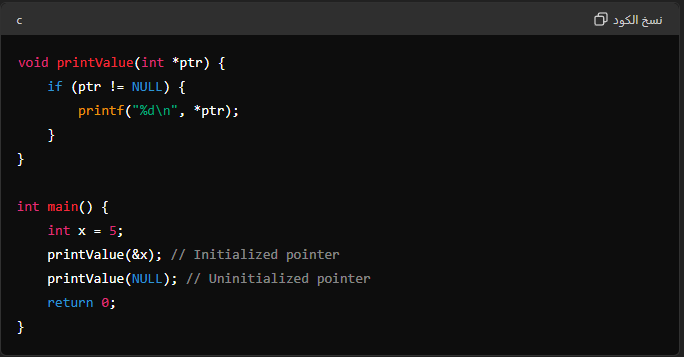 c
نسخ الكود
void printValue(int *ptr) {
    if (ptr != NULL) {
        printf("%d\n", *ptr);
    }
}

int main() {
    int x = 5;
    printValue(&x); // Initialized pointer
    printValue(NULL); // Uninitialized pointer
    return 0;
}